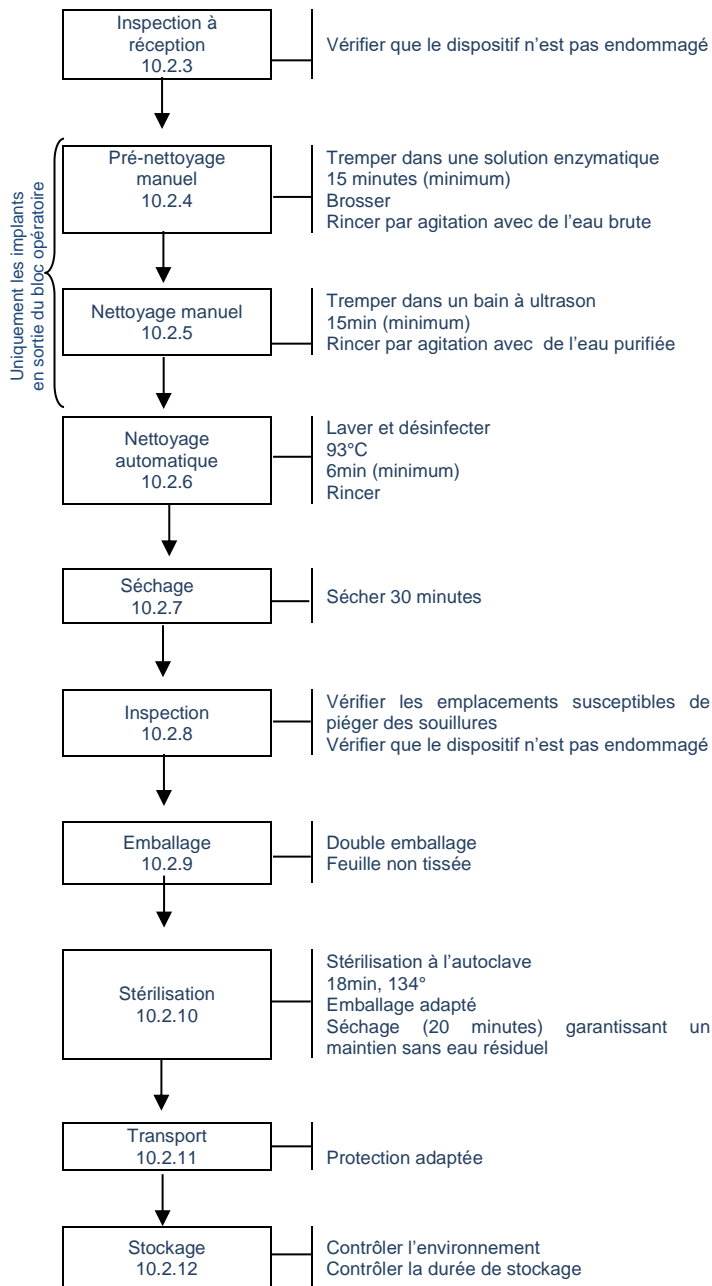 Inspection à
réception
10.2.3
Vérifier que le dispositif n'est pas endommagé
Uniquement les implants
en sortie du bloc opératoire
Pré-nettoyage
manuel
10.2.4
Tremper dans une solution enzymatique
15 minutes (minimum)
Brosser
Rincer par agitation avec de l'eau brute
Nettoyage manuel
10.2.5
Tremper dans un bain à ultrason
15min (minimum)
Rincer par agitation avec de l'eau purifiée
Nettoyage
automatique
10.2.6
Laver et désinfecter
93°C
6min (minimum)
Rincer
Séchage
10.2.7
Sécher 30 minutes
Inspection
10.2.8
Vérifier les emplacements susceptibles de
piéger des souillures
Vérifier que le dispositif n'est pas endommagé
Emballage
10.2.9
Double emballage
Feuille non tissée
Stérilisation
10.2.10
Stérilisation à l'autoclave
18min, 134°
Emballage adapté
Séchage (20 minutes) garantissant un
maintien sans eau résiduel
Transport
10.2.11
Protection adaptée
Stockage
10.2.12
Contrôler l'environnement
Contrôler la durée de stockage